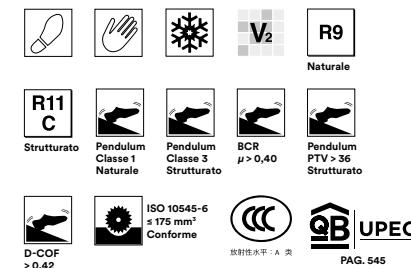 V2
R9
Naturale
R11
C
Strutturato
Pendulum
Classe 1
Naturale
Pendulum
Classe 3
Strutturato
BCR
μ > 0,40
Pendulum
PTV > 36
Strutturato
D-COF
> 0,42
ISO 10545-6
≤ 175 mm³
Conforme
CCC
放射性水平：A 类
QB UPEC
PAG. 545